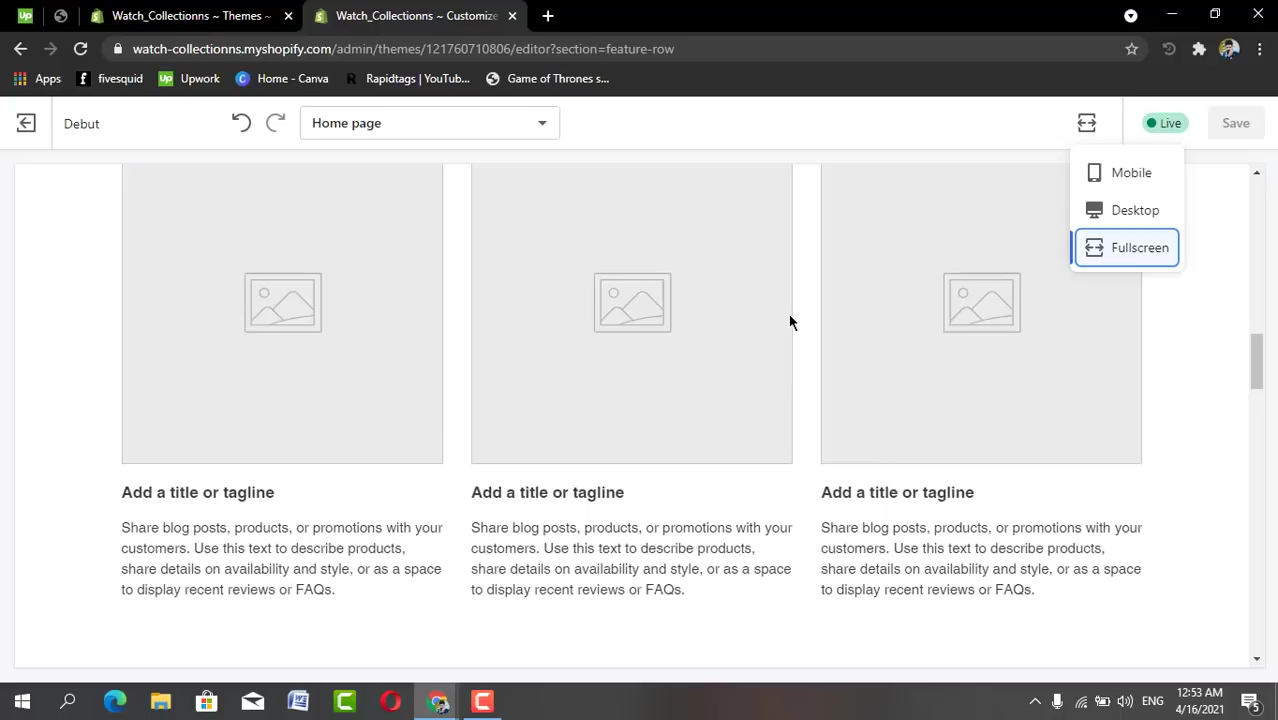 Watch_Collectionns ~ Themes ~
Watch_Collectionns ~ Customize
watch-collectionns.myshopify.com/admin/themes/121760710806/editor?section=feature-row
Apps
fivesquid
Up
Upwork
Home - Canva
Rapidtags | YouTub...
Game of Thrones s...
Debut
Home page
Live
Save
Mobile
Desktop
Fullscreen
Add a title or tagline
Share blog posts, products, or promotions with your
customers. Use this text to describe products,
share details on availability and style, or as a space
to display recent reviews or FAQs.
Add a title or tagline
Share blog posts, products, or promotions with your
customers. Use this text to describe products,
share details on availability and style, or as a space
to display recent reviews or FAQs.
Add a title or tagline
Share blog posts, products, or promotions with your
customers. Use this text to describe products,
share details on availability and style, or as a space
to display recent reviews or FAQs.
ENG
12:53 AM
4/16/2021
5